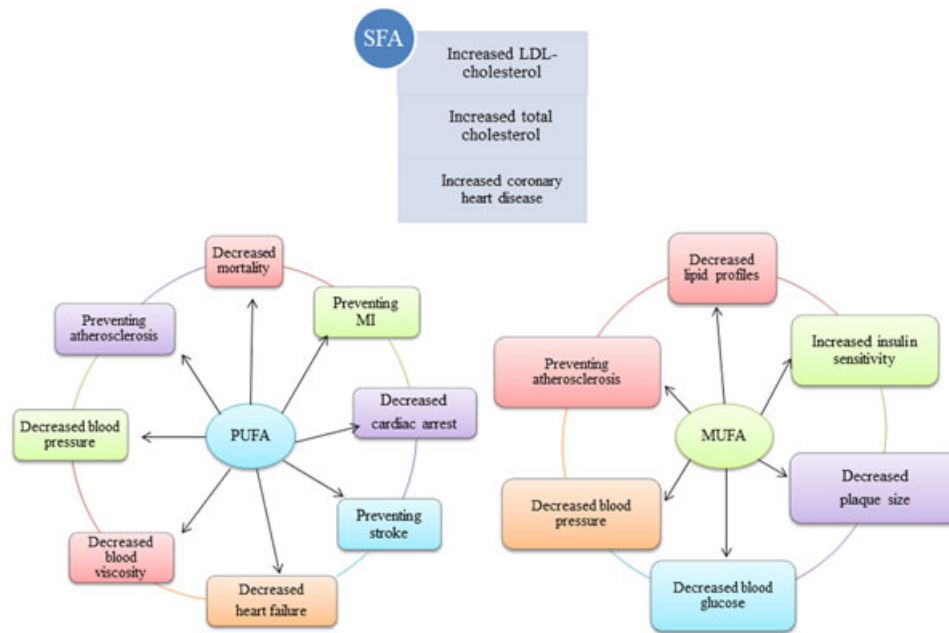 SFA
Increased LDL-
cholesterol
Increased total
cholesterol
Increased coronary
heart disease
Decreased
mortality
Preventing
MI
Preventing
atherosclerosis
Decreased
cardiac arrest
Decreased blood
pressure
PUFA
Preventing
stroke
Decreased
blood
viscosity
Decreased
heart failure
Decreased
lipid profiles
Increased insulin
sensitivity
Preventing
atherosclerosis
MUFA
Decreased
plaque size
Decreased blood
pressure
Decreased blood
glucose